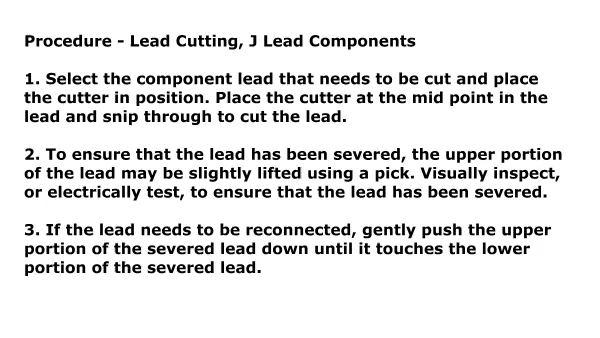 Procedure - Lead Cutting, J Lead Components
1. Select the component lead that needs to be cut and place
the cutter in position. Place the cutter at the mid point in the
lead and snip through to cut the lead.
2. To ensure that the lead has been severed, the upper portion
of the lead may be slightly lifted using a pick. Visually inspect,
or electrically test, to ensure that the lead has been severed.
3. If the lead needs to be reconnected, gently push the upper
portion of the severed lead down until it touches the lower
portion of the severed lead.